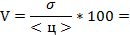 V = σ / < ц > * 100 =